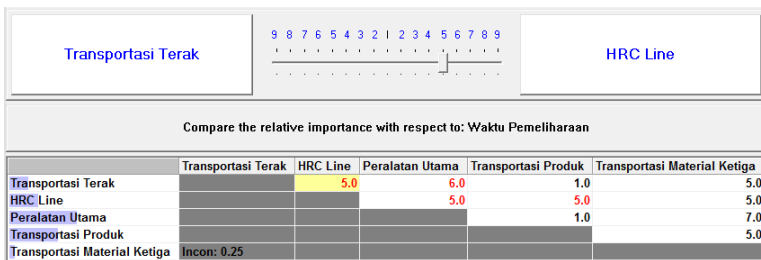 9 8 7 6 5 4 3 2 1 2 3 4 5 6 7 8 9
Transportasi Terak HRC Line
Compare the relative importance with respect to: Waktu Pemeliharaan
Transportasi Terak HRC Line Peralatan Utama Transportasi Produk Transportasi Material Ketiga
Transportasi Terak 5.0 6.0 1.0 5.0
HRC Line 5.0 5.0 5.0
Peralatan Utama 1.0 7.0
Transportasi Produk 5.0
Transportasi Material Ketiga Incon: 0.25